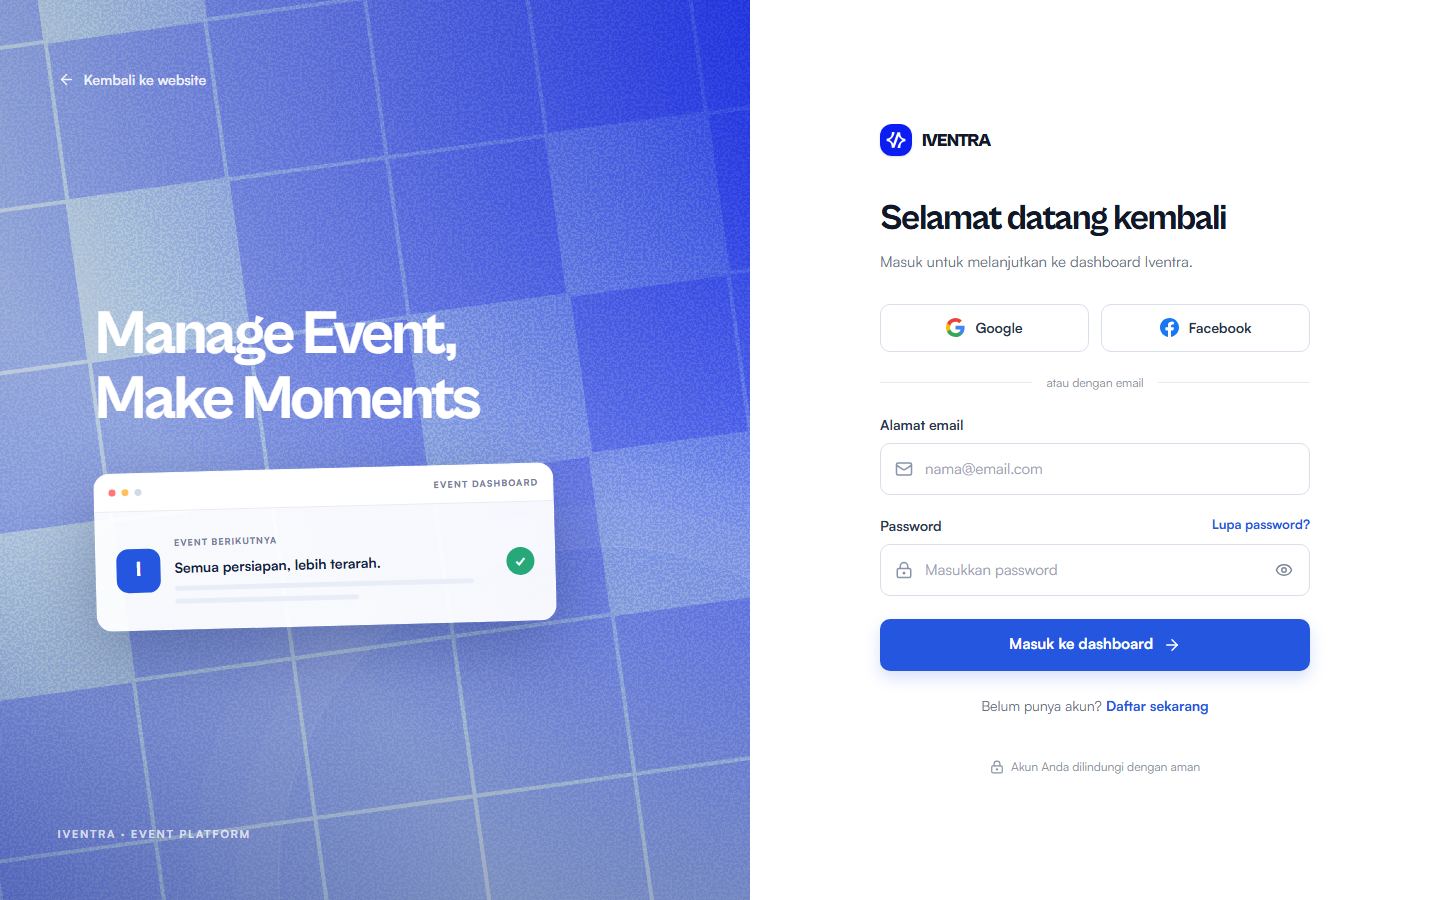 Kembali ke website
Manage Event,
Make Moments
EVENT DASHBOARD
EVENT BERIKUTNYA
I
Semua persiapan, lebih terarah.
IVENTRA • EVENT PLATFORM
IVENTRA
Selamat datang kembali
Masuk untuk melanjutkan ke dashboard Iventra.
Google
Facebook
atau dengan email
Alamat email
nama@email.com
Password
Lupa password?
Masukkan password
Masuk ke dashboard
Belum punya akun? Daftar sekarang
Akun Anda dilindungi dengan aman